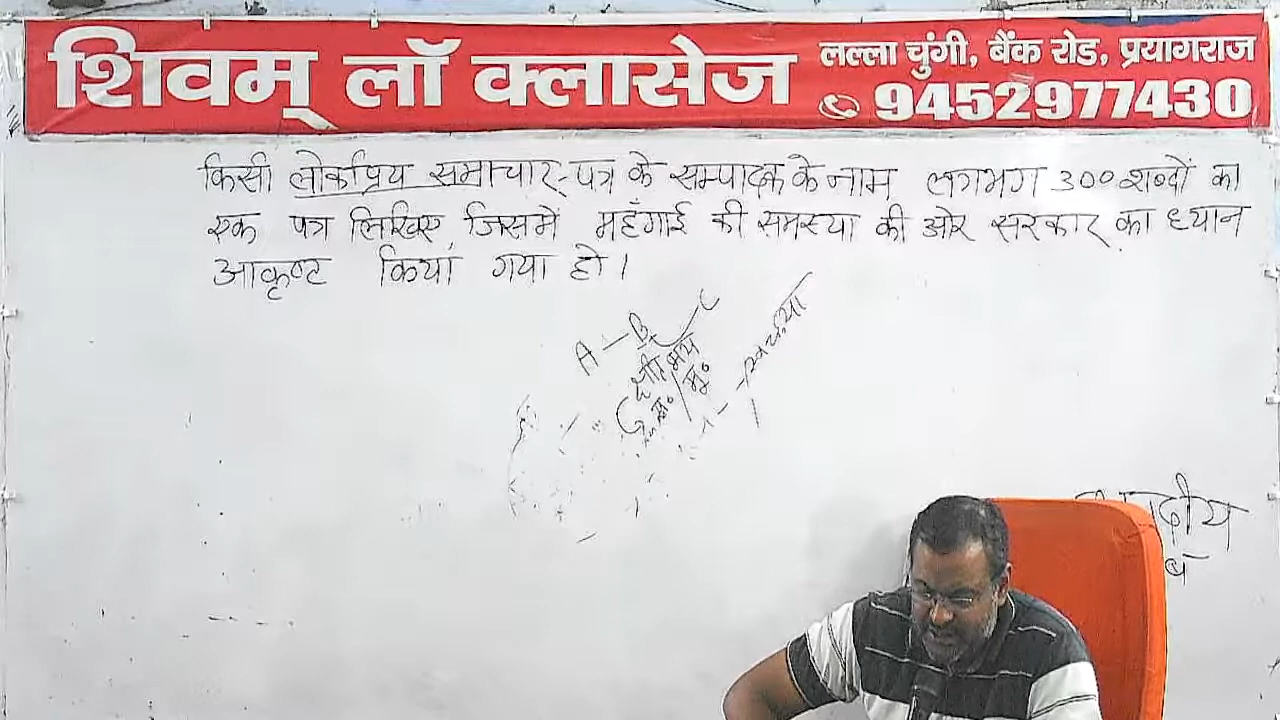 शिवम् लॉ क्लासेज
लल्ला चुंगी, बैंक रोड, प्रयागराज
9452977430
किसी लोकप्रिय समाचार-पत्र के सम्पादक के नाम लगभग 300 शब्दों का
एक पत्र लिखिए जिसमें महँगाई की समस्या की ओर सरकार का ध्यान
आकृष्ट किया गया हो।
A - B - C